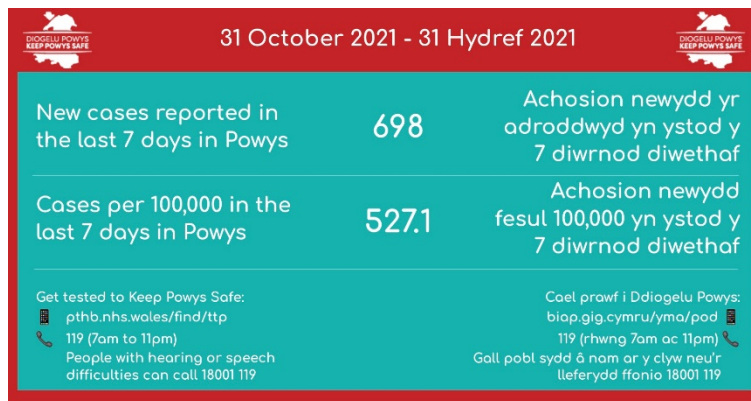 DIOGELU POWYS
KEEP POWYS SAFE
31 October 2021 - 31 Hydref 2021
DIOGELU POWYS
KEEP POWYS SAFE
New cases reported in
the last 7 days in Powys
698
Achosion newydd yr
adroddwyd yn ystod y
7 diwrnod diwethaf
Cases per 100,000 in the
last 7 days in Powys
527.1
Achosion newydd
fesul 100,000 yn ystod y
7 diwrnod diwethaf
Get tested to Keep Powys Safe:
pthb.nhs.wales/find/ttp
119 (7am to 11pm)
People with hearing or speech
difficulties can call 18001 119
Cael prawf i Ddiogelu Powys:
biap.gig.cymru/yma/pod
119 (rhwng 7am ac 11pm)
Gall pobl sydd â nam ar y clyw neu'r
lleferydd ffonio 18001 119